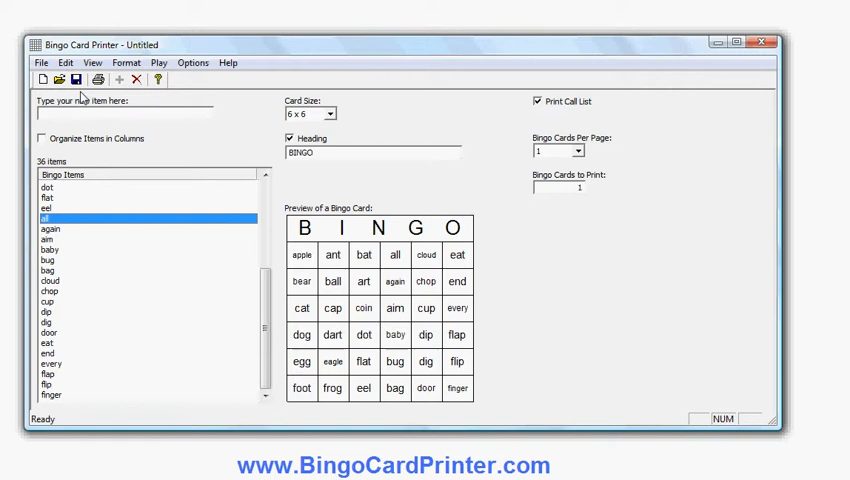 Bingo Card Printer - Untitled
File Edit View Format Play Options Help
Type your new item here:
Organize Items in Columns
36 items
Bingo Items
dot
flat
eel
all
again
aim
baby
bug
bag
cloud
chop
cup
dip
dig
door
eat
end
every
flap
flip
finger
Card Size:
6 x 6
Heading
BINGO
Preview of a Bingo Card:
B I N G O
apple ant bat all cloud eat
bear ball art again chop end
cat cap coin aim cup every
dog dart dot baby dip flap
egg eagle flat bug dig flip
foot frog eel bag door finger
Print Call List
Bingo Cards Per Page:
1
Bingo Cards to Print:
1
Ready NUM
www.BingoCardPrinter.com